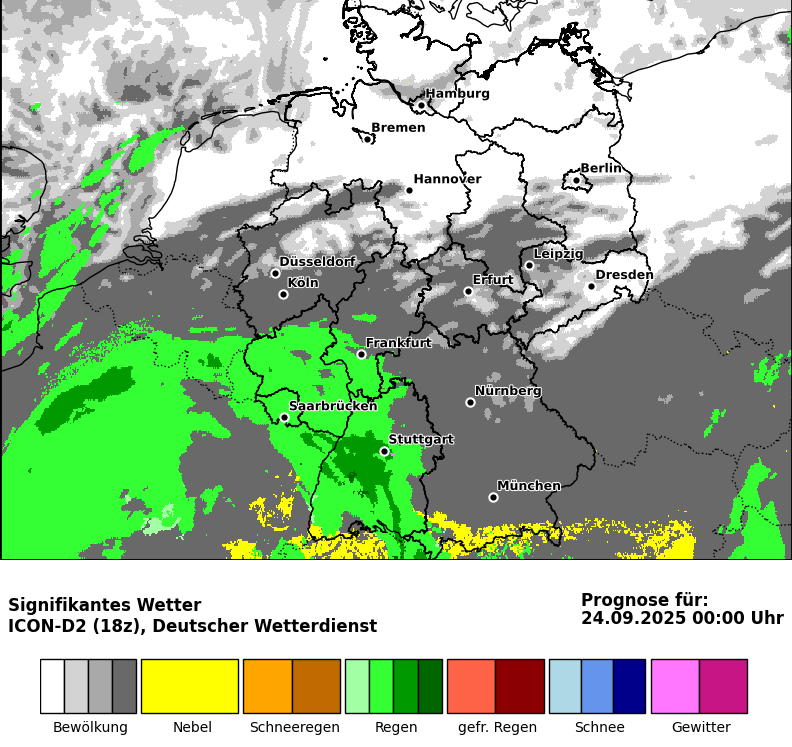 Hamburg
Bremen
Berlin
Hannover
Leipzig
Düsseldorf
Dresden
Köln
Erfurt
Frankfurt
Nürnberg
Saarbrücken
Stuttgart
München
Signifikantes Wetter
ICON-D2 (18z), Deutscher Wetterdienst
Prognose für:
24.09.2025 00:00 Uhr
Bewölkung Nebel Schneeregen Regen gefr. Regen Schnee Gewitter